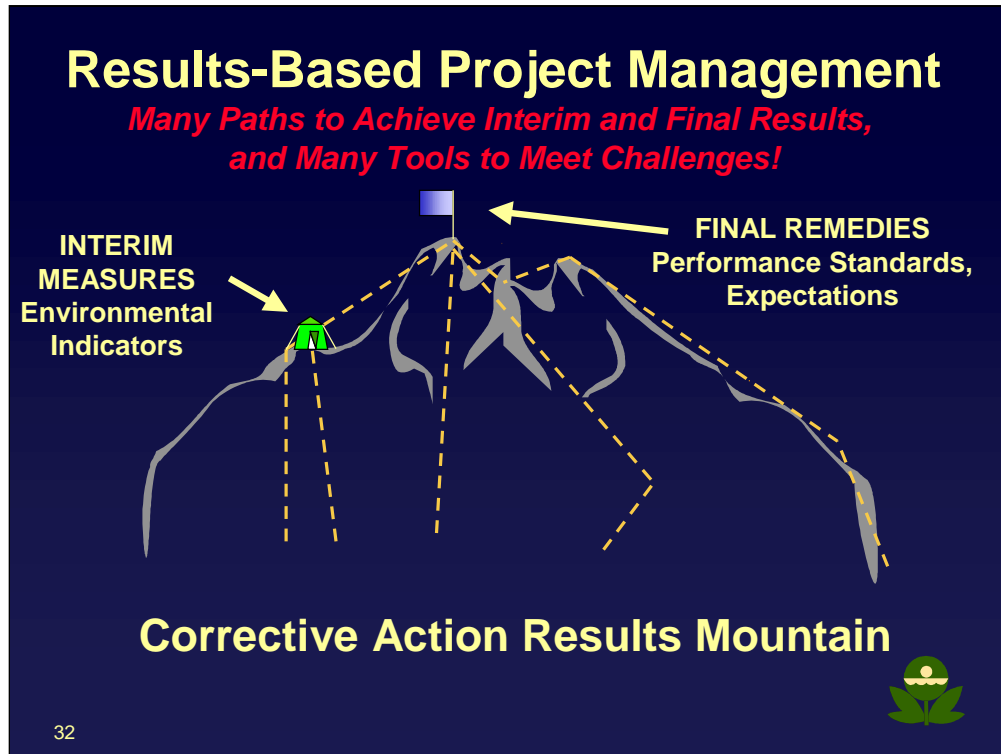 Results-Based Project Management
Many Paths to Achieve Interim and Final Results,
and Many Tools to Meet Challenges!
INTERIM
MEASURES
Environmental
Indicators
FINAL REMEDIES
Performance Standards,
Expectations
Corrective Action Results Mountain
32